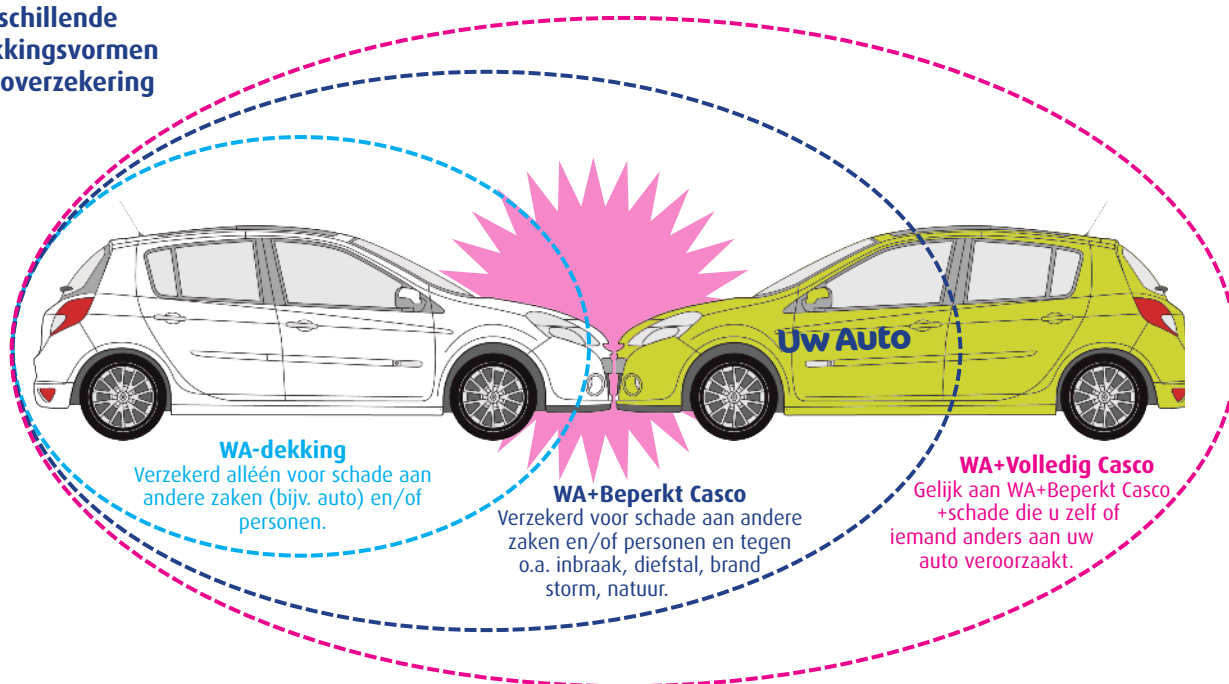 schillende
kkingsvormen
overzekering
Uw Auto
WA-dekking
Verzekerd alléén voor schade aan
andere zaken (bijv. auto) en/of
personen.
WA+Beperkt Casco
Verzekerd voor schade aan andere
zaken en/of personen en tegen
o.a. inbraak, diefstal, brand
storm, natuur.
WA+Volledig Casco
Gelijk aan WA+Beperkt Casco
+schade die u zelf of
iemand anders aan uw
auto veroorzaakt.